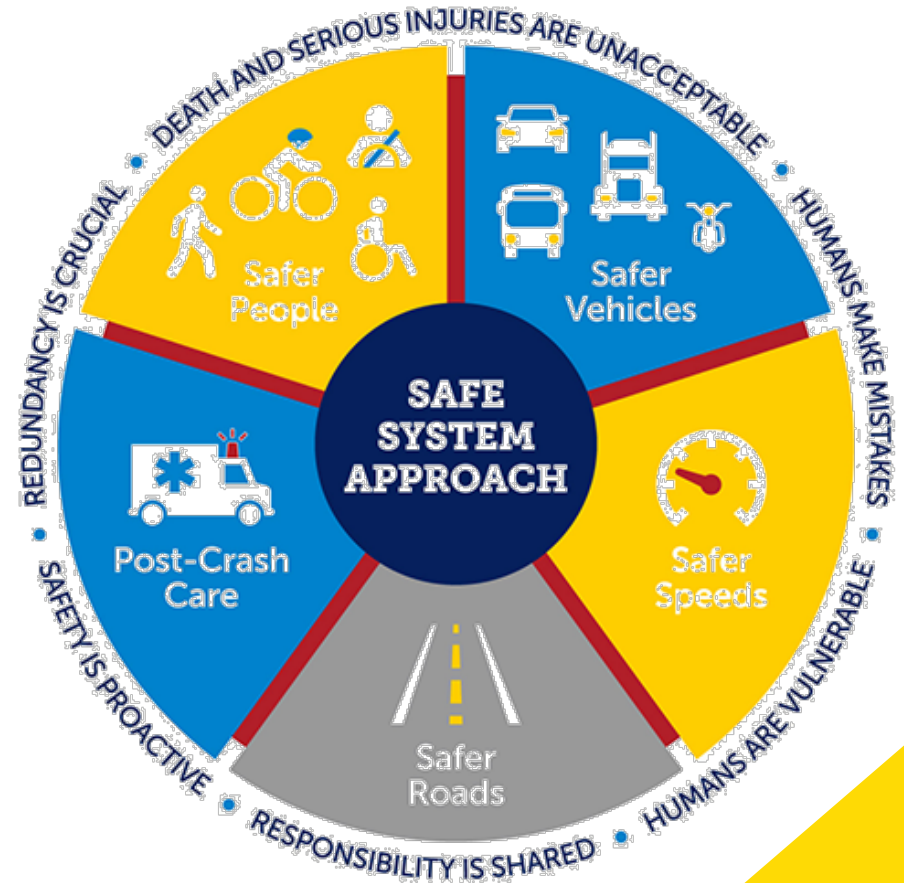 DEATH AND SERIOUS INJURIES ARE UNACCEPTABLE
HUMANS MAKE MISTAKES
HUMANS ARE VULNERABLE
RESPONSIBILITY IS SHARED
SAFETY IS PROACTIVE
REDUNDANCY IS CRUCIAL
Safer
People
Safer
Vehicles
SAFE
SYSTEM
APPROACH
Post-Crash
Care
Safer
Speeds
Safer
Roads